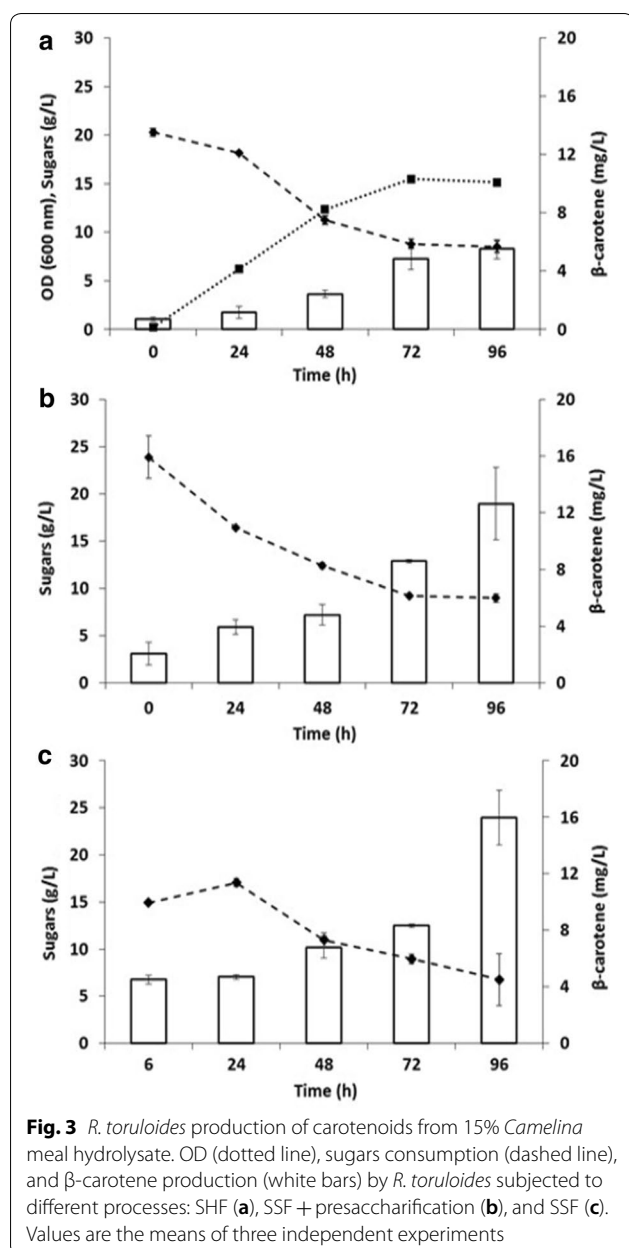 a
30
25
20
15
10
5
0
OD (600 nm), Sugars (g/L)
20
16
12
8
4
0
β-carotene (mg/L)
0 24 48 72 96
Time (h)
b
30
25
20
15
10
5
0
Sugars (g/L)
20
16
12
8
4
0
β-carotene (mg/L)
0 24 48 72 96
Time (h)
c
30
25
20
15
10
5
0
Sugars (g/L)
20
16
12
8
4
0
β-carotene (mg/L)
6 24 48 72 96
Time (h)
Fig. 3 R. toruloides production of carotenoids from 15% Camelina
meal hydrolysate. OD (dotted line), sugars consumption (dashed line),
and β-carotene production (white bars) by R. toruloides subjected to
different processes: SHF (a), SSF + presaccharification (b), and SSF (c).
Values are the means of three independent experiments